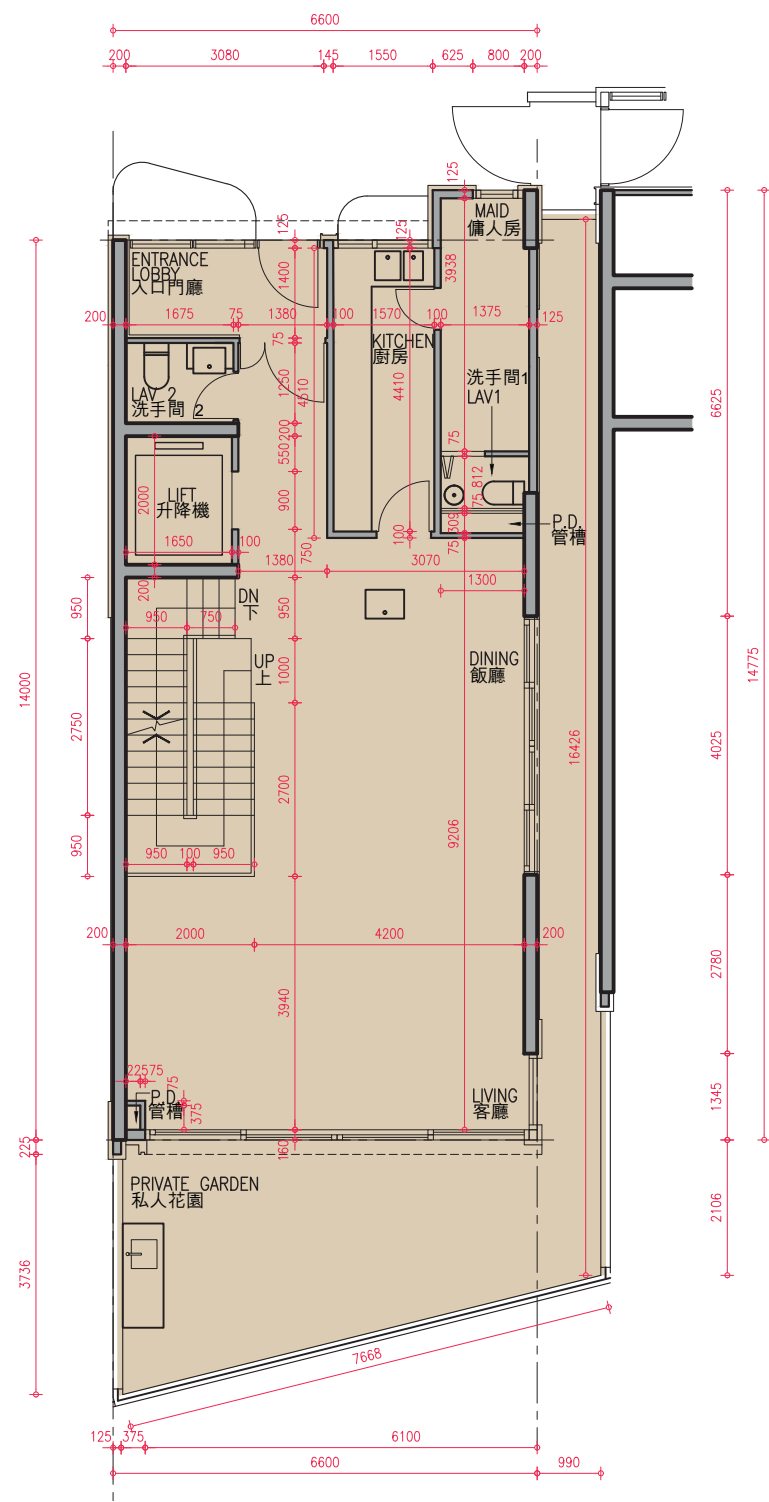 6600
200 3080 145 1550 625 800 200
125
MAID
傭人房
ENTRANCE
LOBBY
入口門廳
125
125
1400
3938
200 1675 75 1380 100 1570 100 1375 125
75
KITCHEN
廚房
1250
4510
4410
洗手間1
LAV1
LAV 2
洗手間 2
200
550
75
812
75
2000
LIFT
升降機
900
309
P.D.
管槽
75
100
750
1650 100
1380 3070
200
1300
950
950
950 750
DN
下
UP
上
1000
DINING
飯廳
14000
2750
2700
950
950 100 950
9206
16426
6625
14775
4025
200 2000 4200 200
3940
2780
225 75
75
P.D.
管槽
375
LIVING
客廳
1345
225
160
PRIVATE GARDEN
私人花園
2106
3736
7668
125 375 6100
6600 990